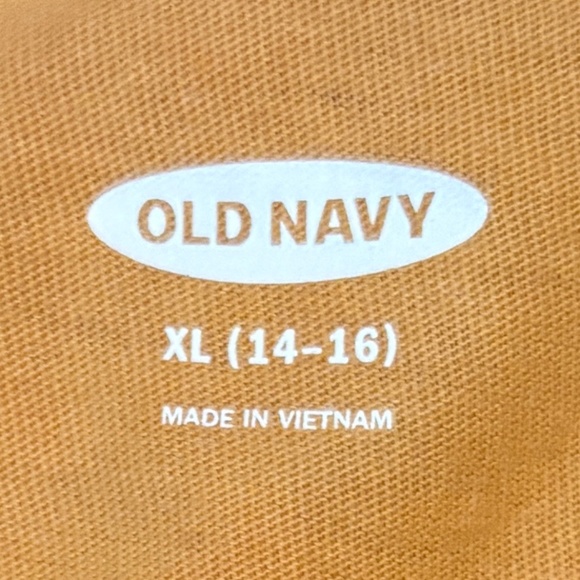 OLD NAVY
XL (14-16)
MADE IN VIETNAM